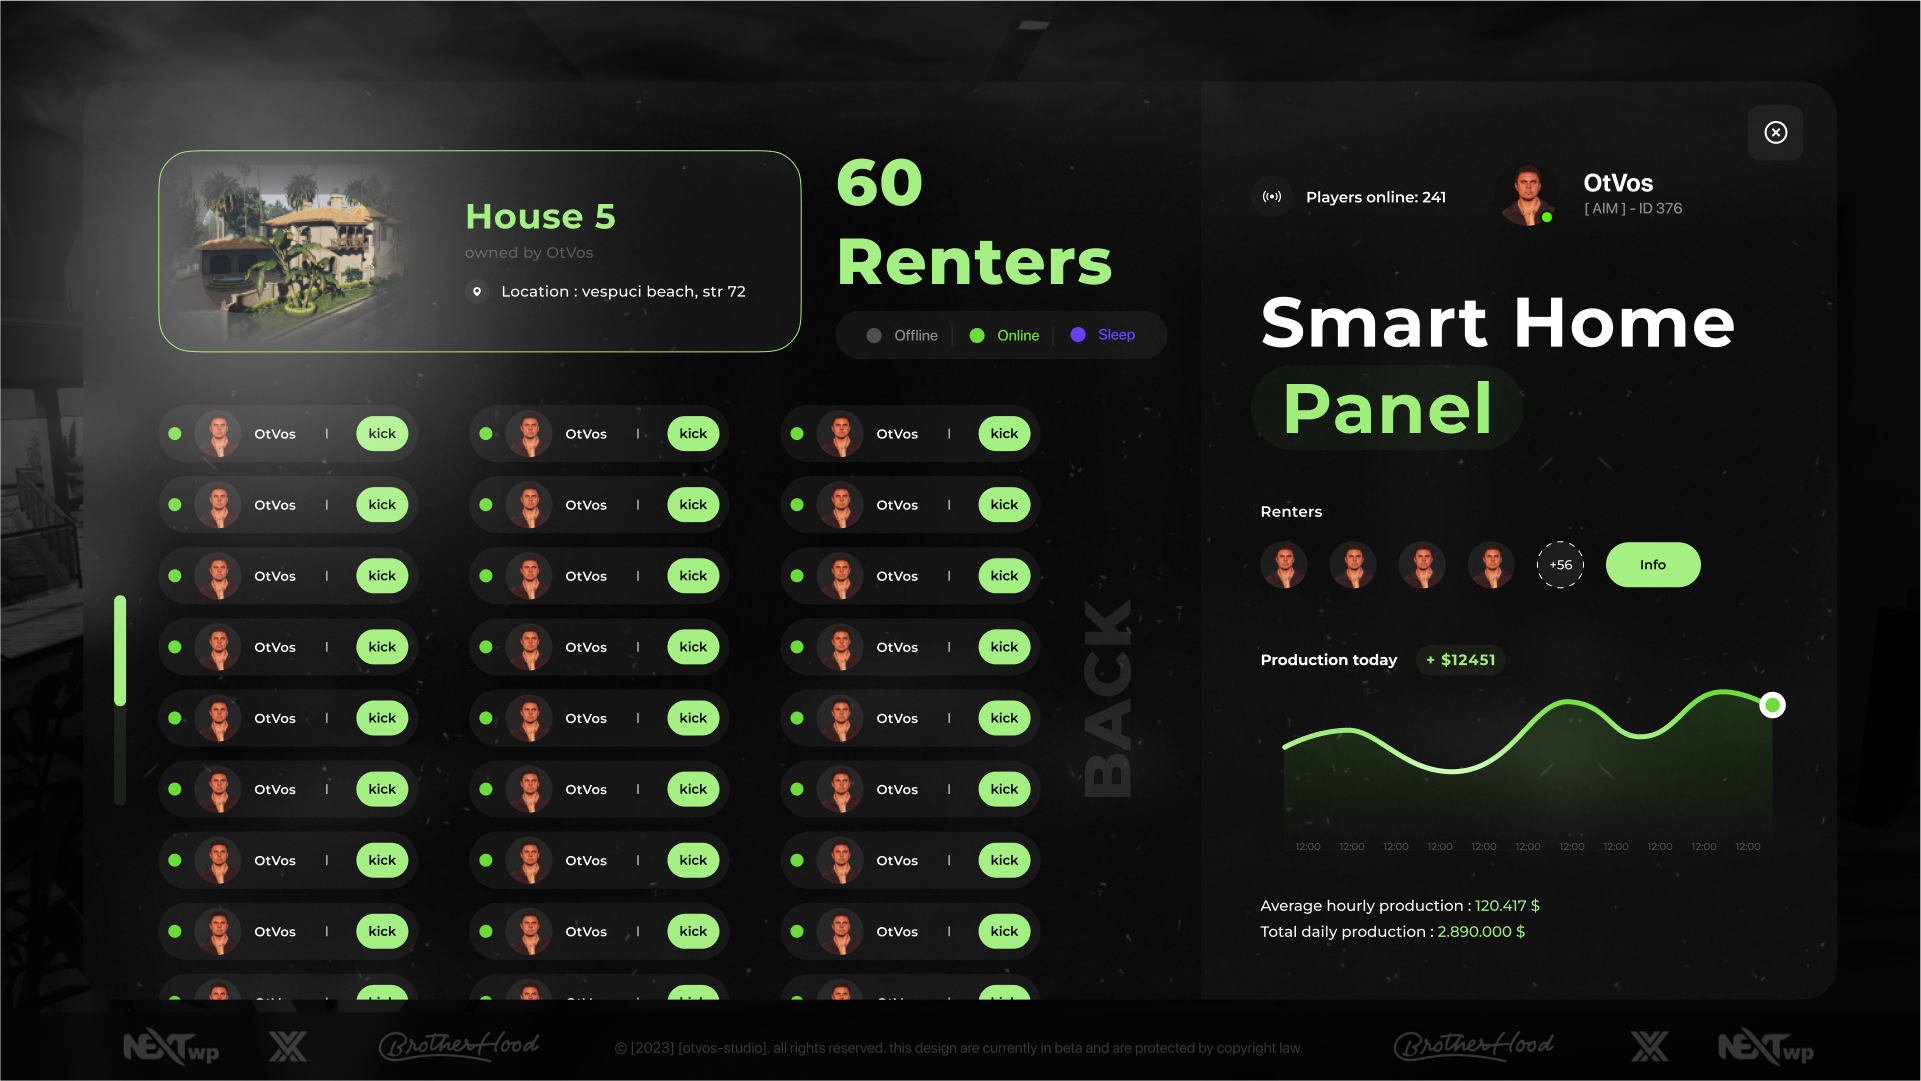 House 5
owned by OtVos
Location : vespuci beach, str 72
60
Renters
Offline
Online
Sleep
OtVos | kick OtVos | kick OtVos | kick
OtVos | kick OtVos | kick OtVos | kick
OtVos | kick OtVos | kick OtVos | kick
OtVos | kick OtVos | kick OtVos | kick
OtVos | kick OtVos | kick OtVos | kick
OtVos | kick OtVos | kick OtVos | kick
OtVos | kick OtVos | kick OtVos | kick
OtVos | kick OtVos | kick OtVos | kick
BACK
Players online: 241
OtVos
[ AIM ] - ID 376
Smart Home
Panel
Renters
+56
Info
Production today + $12451
12:00 12:00 12:00 12:00 12:00 12:00 12:00 12:00 12:00 12:00 12:00
Average hourly production : 120.417 $
Total daily production : 2.890.000 $
NEXT wp
BrotherHood
© [2023] [otvos-studio]. all rights reserved. this design are currently in beta and are protected by copyright law.
BrotherHood
NEXT wp